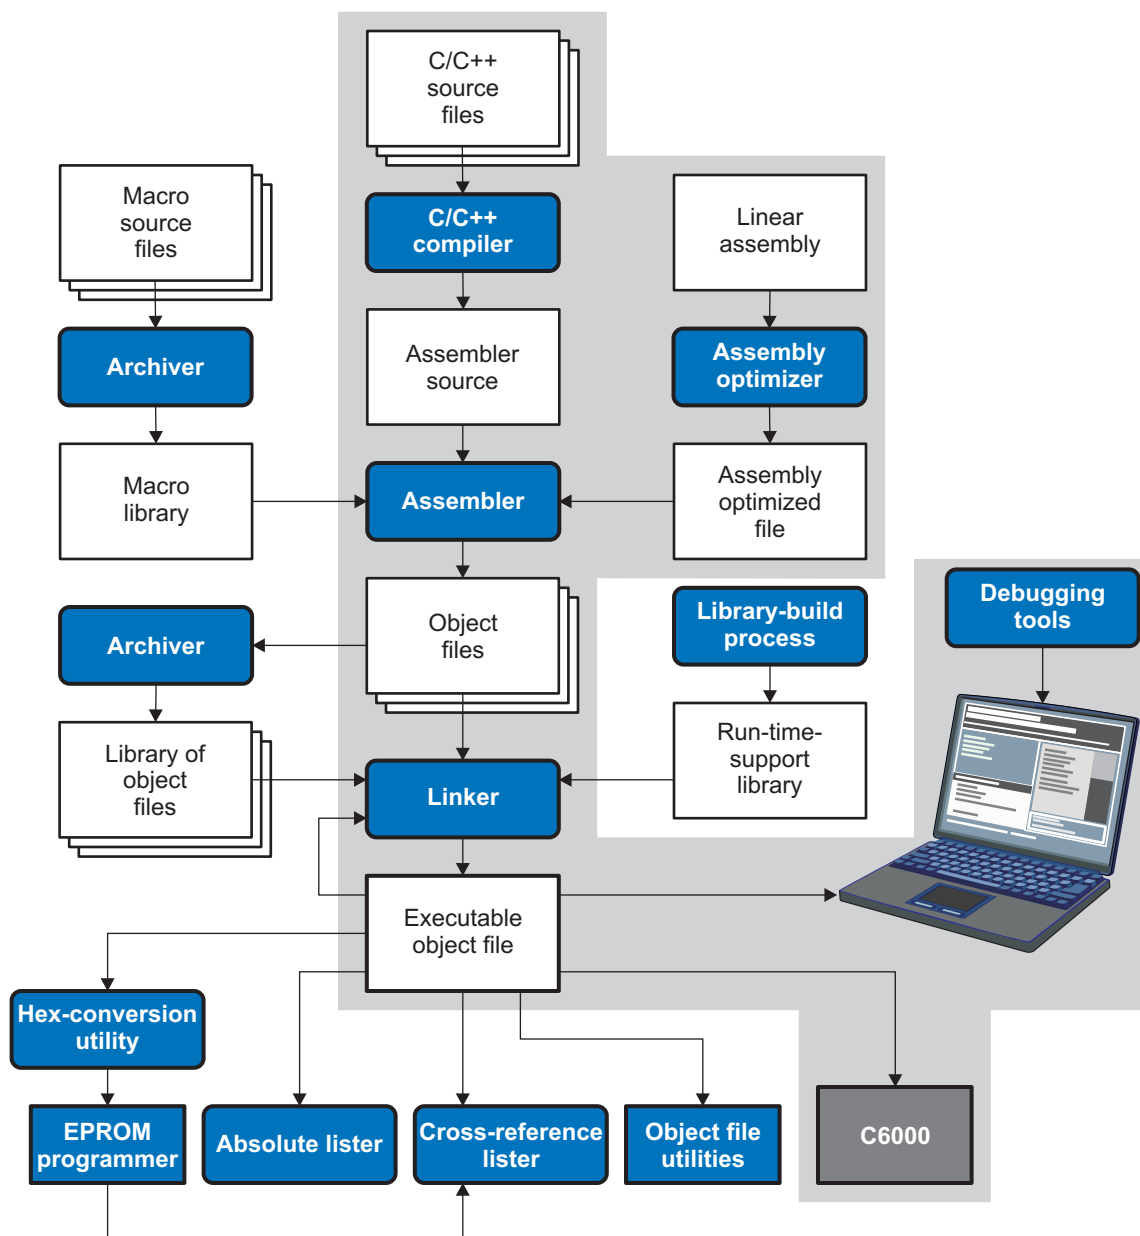 C/C++
source
files
Macro
source
files
C/C++
compiler
Linear
assembly
Archiver
Assembler
source
Assembly
optimizer
Macro
library
Assembler
Assembly
optimized
file
Archiver
Object
files
Library-build
process
Debugging
tools
Library of
object
files
Linker
Run-time-
support
library
Executable
object file
Hex-conversion
utility
EPROM
programmer
Absolute lister
Cross-reference
lister
Object file
utilities
C6000